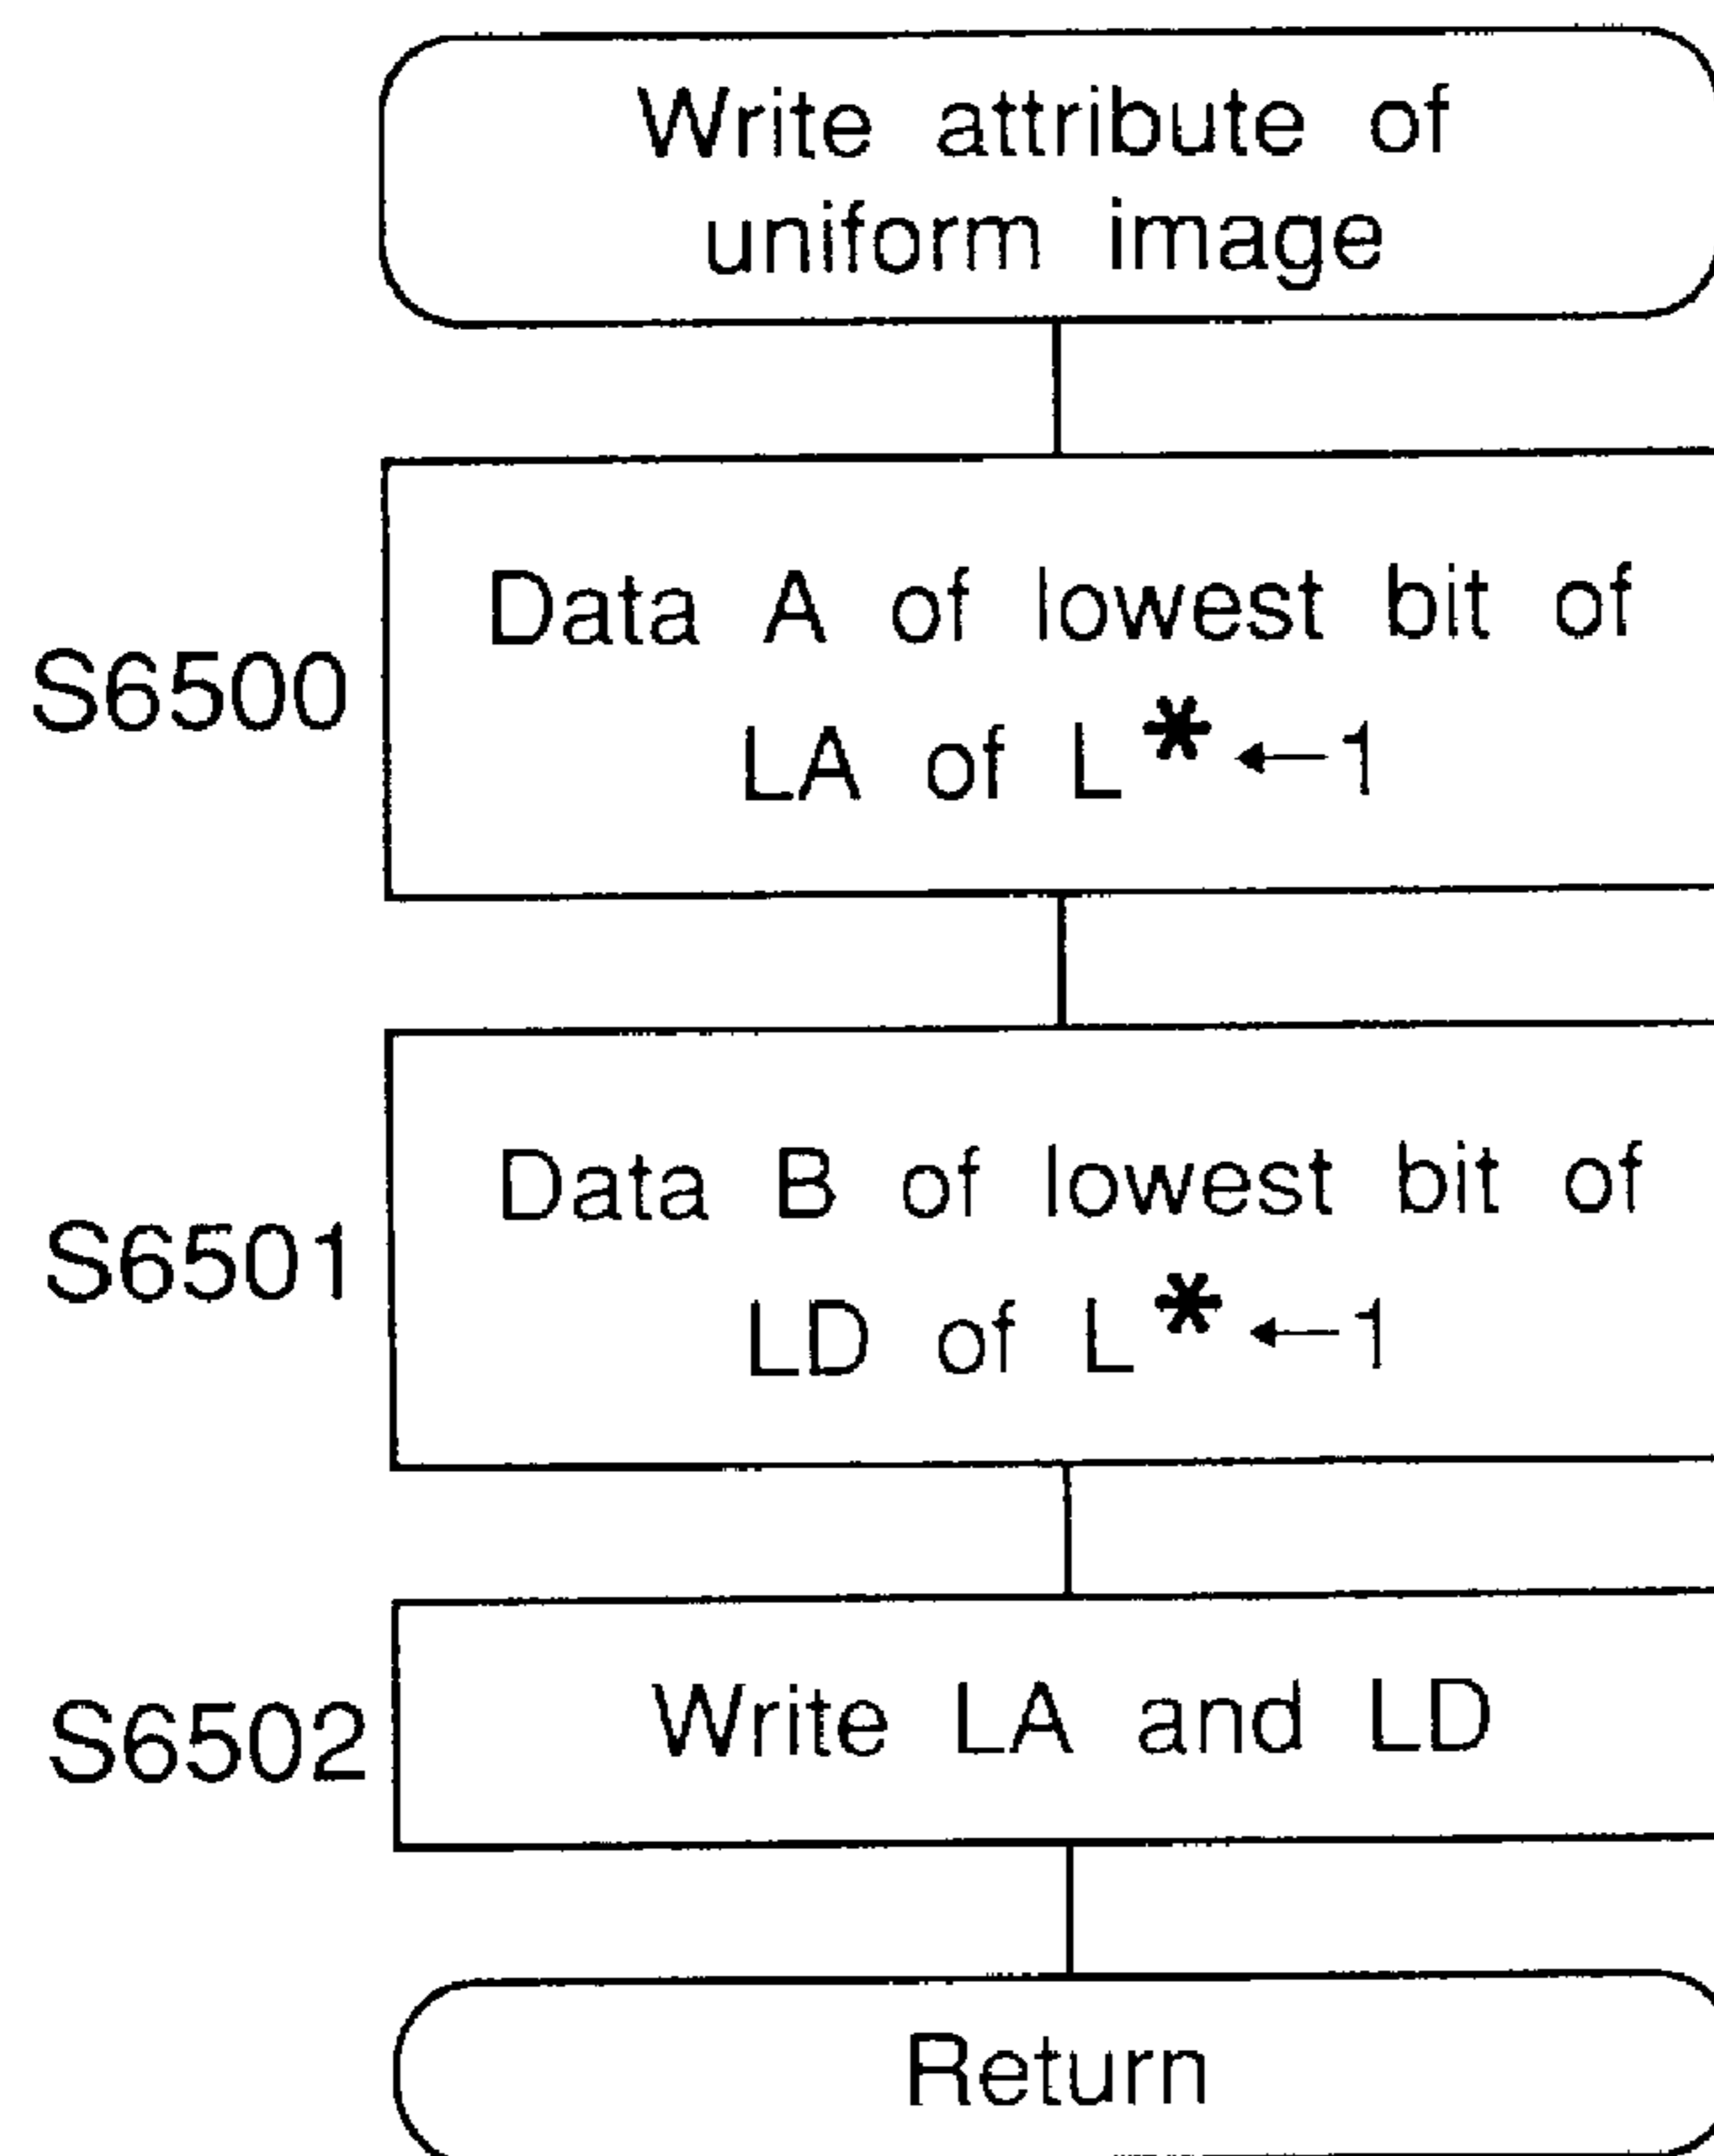 Write attribute of
uniform image
S6500
Data A of lowest bit of
LA of L*←1
S6501
Data B of lowest bit of
LD of L*←1
S6502
Write LA and LD
Return